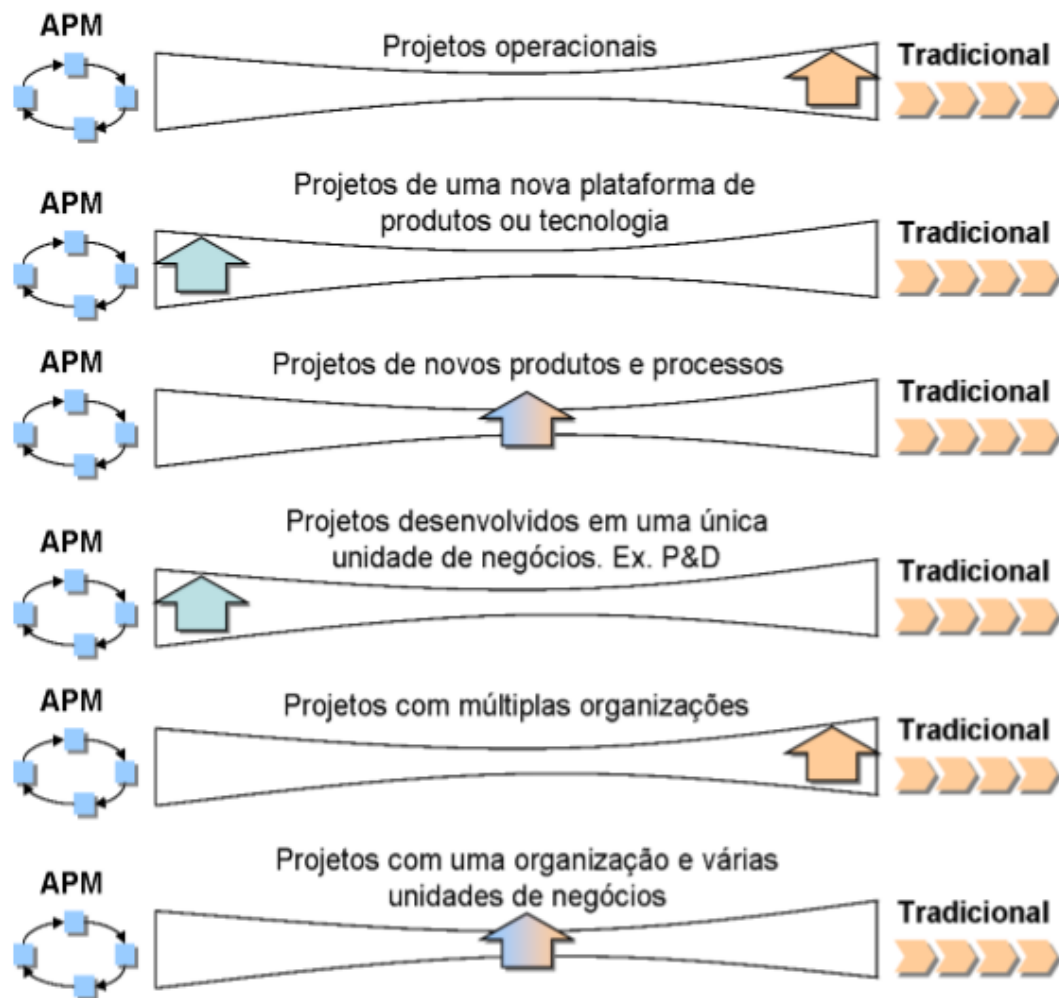 APM
Projetos operacionais
Tradicional
APM
Projetos de uma nova plataforma de
produtos ou tecnologia
Tradicional
APM
Projetos de novos produtos e processos
Tradicional
APM
Projetos desenvolvidos em uma única
unidade de negócios. Ex. P&D
Tradicional
APM
Projetos com múltiplas organizações
Tradicional
APM
Projetos com uma organização e várias
unidades de negócios
Tradicional